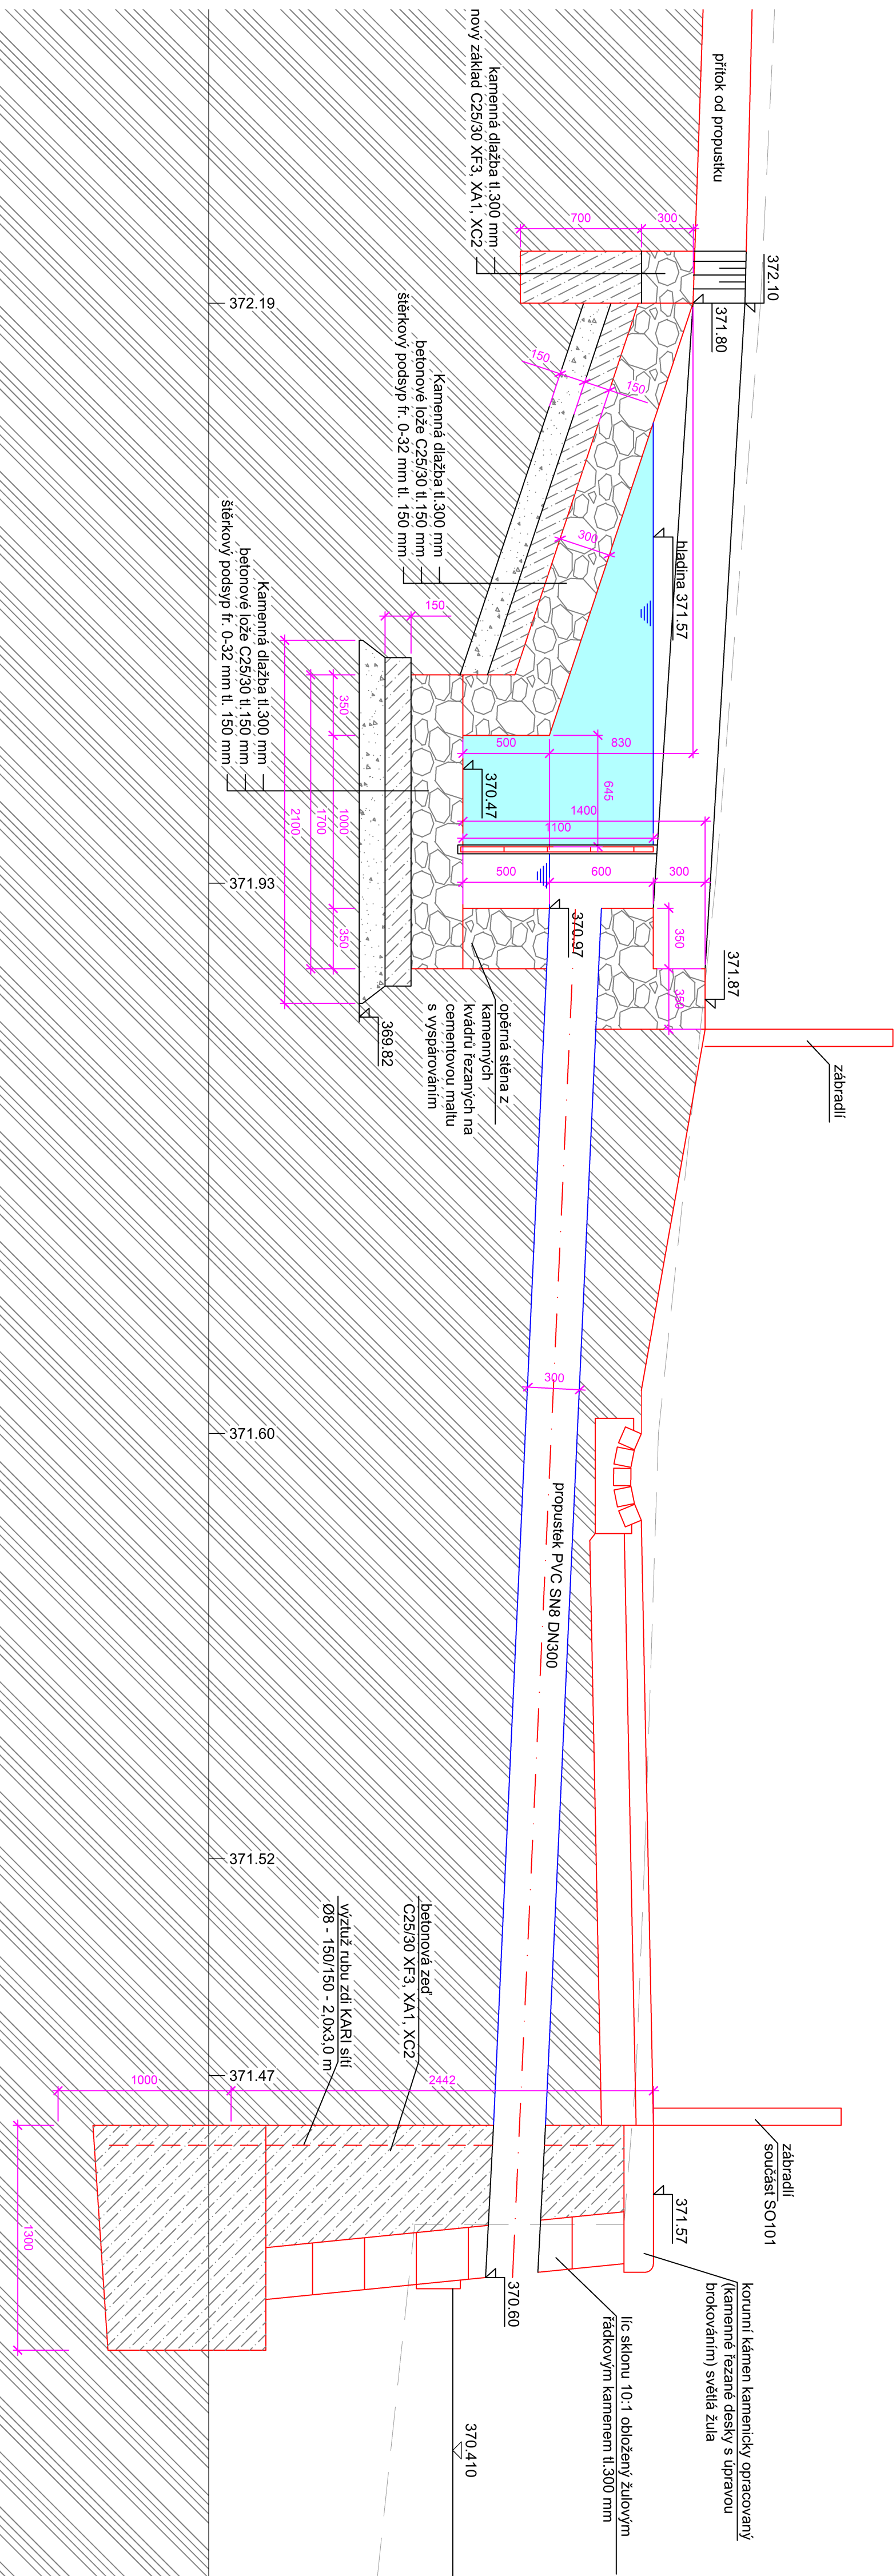 přítok od propustku
372.10
371.80
kamenná dlažba tl.300 mm
nový základ C25/30 XF3, XA1, XC2
700
300
372.19
150
150
300
hladina 371.57
Kamenná dlažba tl.300 mm
betonové lože C25/30 tl.150 mm
štěrkový podsyp fr. 0-32 mm tl. 150 mm
150
Kamenná dlažba tl.300 mm
betonové lože C25/30 tl.150 mm
štěrkový podsyp fr. 0-32 mm tl. 150 mm
350
1000
350
1700
2100
500
830
645
370.47
1400
1100
500
600
300
371.93
370.97
350
350
371.87
369.82
opěrná stěna z
kamenných
kvádrů řezaných na
cementovou maltu
s vyspárováním
zábradlí
300
371.60
propustek PVC SN8 DN300
371.52
betonová zeď
C25/30 XF3, XA1, XC2
výztuž rubu zdi KARI sítí
Ø8 - 150/150 - 2,0x3,0 m
371.47
1000
2442
1300
zábradlí
součást SO101
371.57
370.60
korunní kámen kamenicky opracovaný
(kamenné řezané desky s úpravou
brokováním) světlá žula
líc sklonu 10:1 obložený žulovým
řádkovým kamenem tl.300 mm
370.410